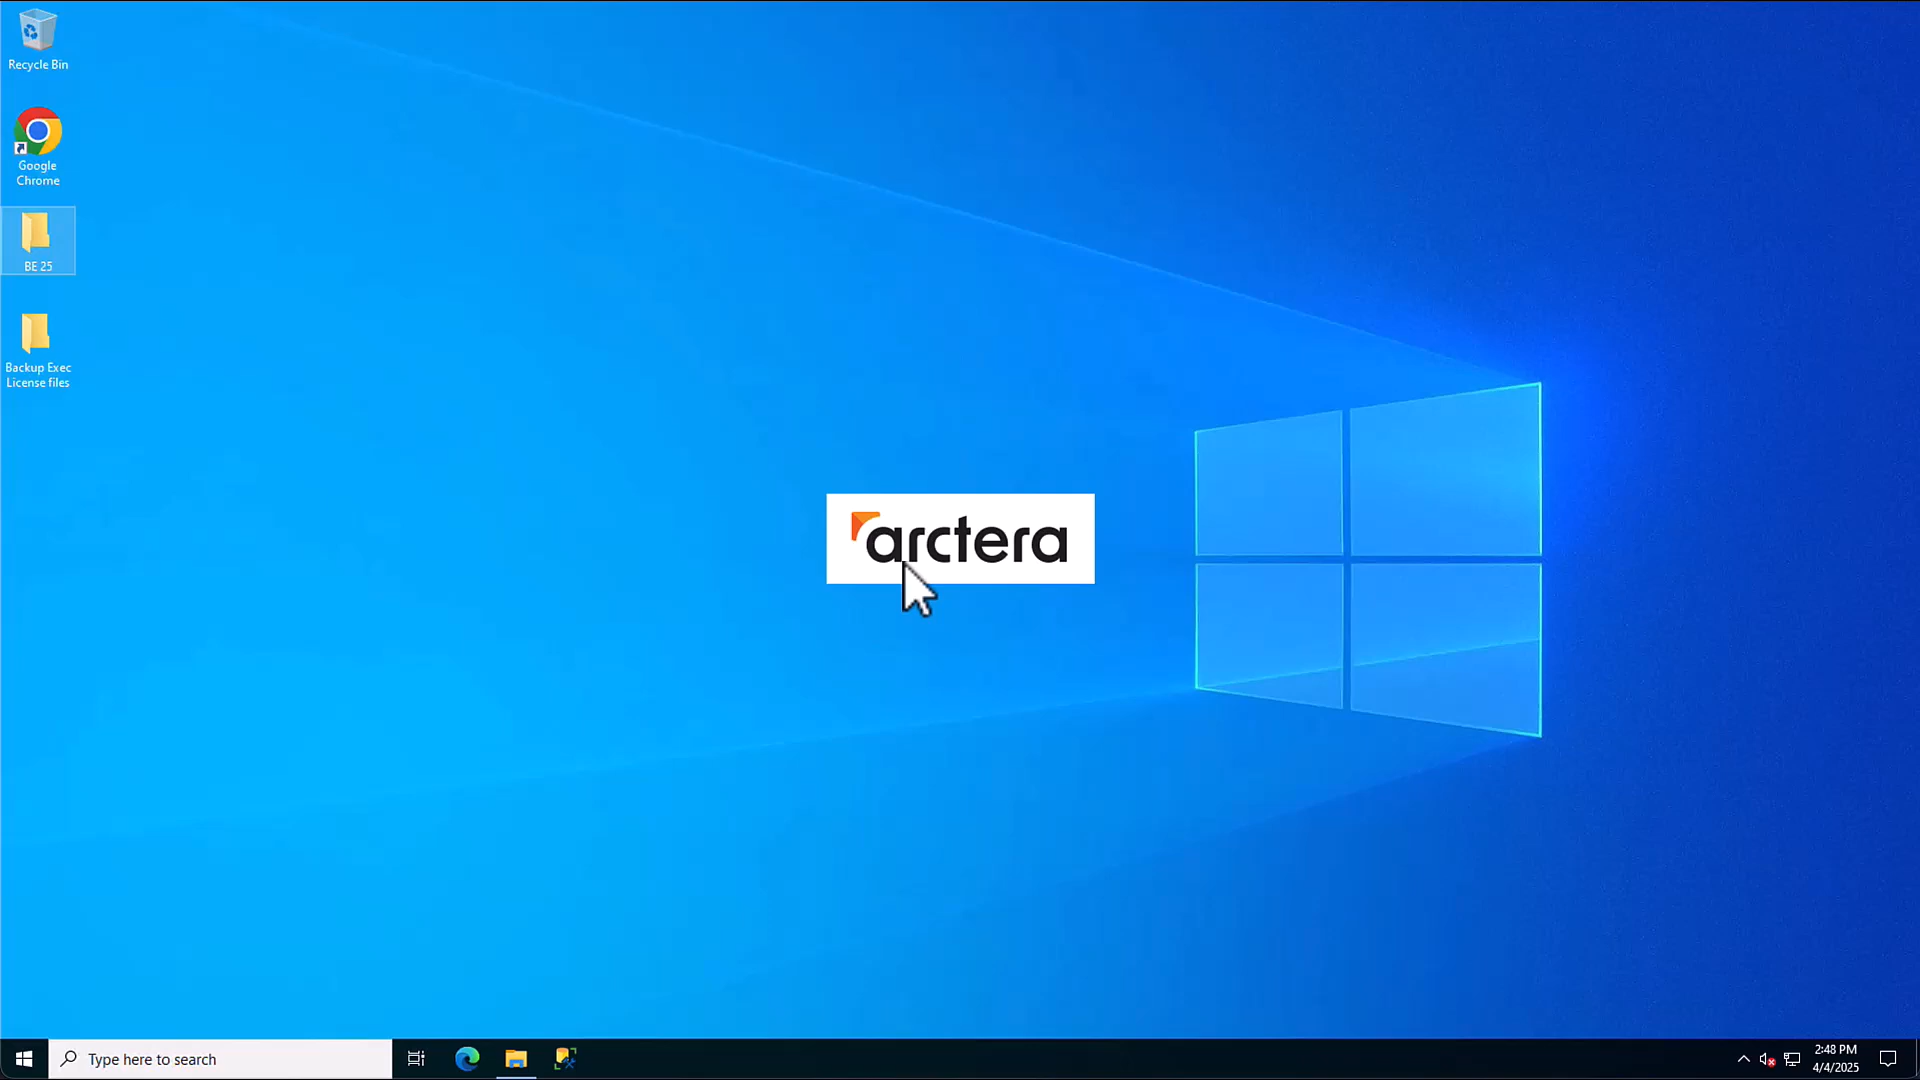 Recycle Bin
Google
Chrome
BE 25
Backup Exec
License files
arctera
Type here to search
2:48 PM
4/4/2025